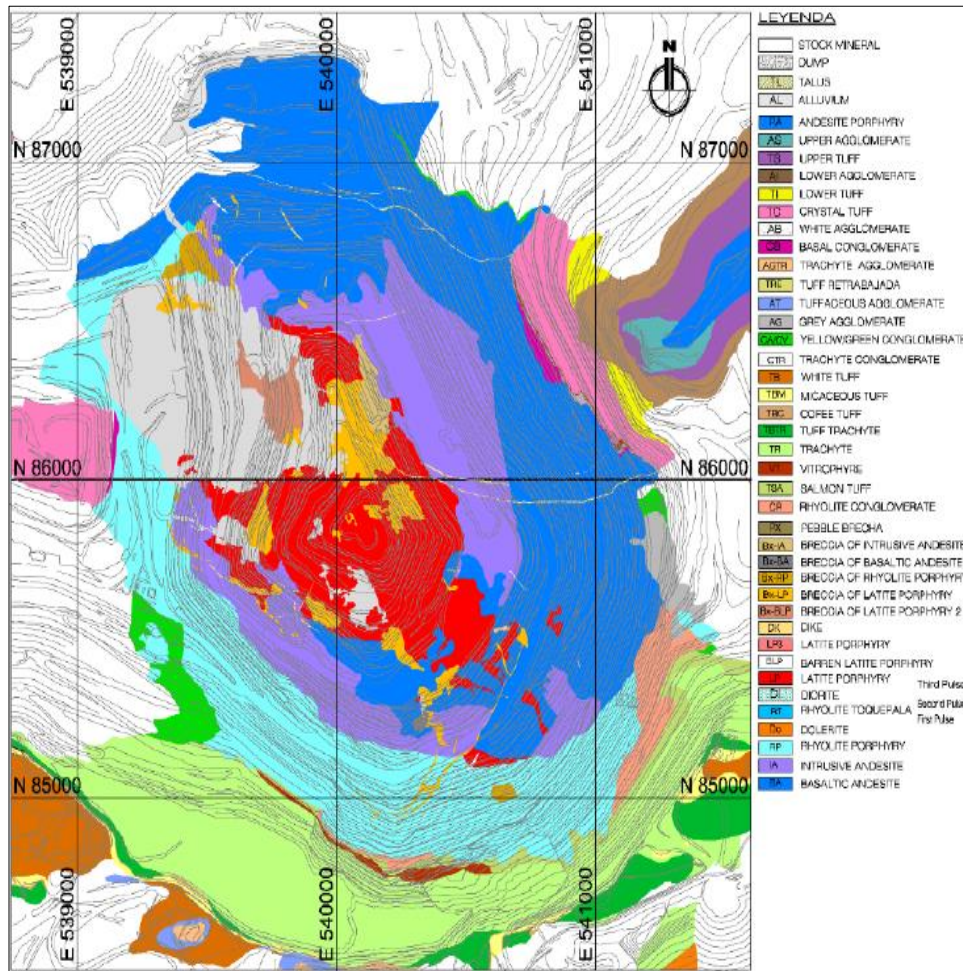 LEYENDA
STOCK MINERAL
DUMP
TALUS
AL ALLUVIUM
PA ANDESITE PORPHYRY
AS UPPER AGGLOMERATE
TS UPPER TUFF
AI LOWER AGGLOMERATE
TI LOWER TUFF
TC CRYSTAL TUFF
AB WHITE AGGLOMERATE
CB BASAL CONGLOMERATE
AGTR TRACHYTE AGGLOMERATE
TRE TUFF RETRABAJADA
AT TUFFACEOUS AGGLOMERATE
AG GREY AGGLOMERATE
YELLOW/GREEN CONGLOMERATE
CTR TRACHYTE CONGLOMERATE
TB WHITE TUFF
TBM MICACEOUS TUFF
TBC COFEE TUFF
TBTR TUFF TRACHYTE
TR TRACHYTE
VT VITROPHYRE
TSA SALMON TUFF
CR RHYOLITE CONGLOMERATE
PX PEBBLE BRECHA
Bx-IA BRECCIA OF INTRUSIVE ANDESITE
Bx-BA BRECCIA OF BASALTIC ANDESITE
Bx-RP BRECCIA OF RHYOLITE PORPHYRY
Bx-LP BRECCIA OF LATITE PORPHYRY
Bx-BLP BRECCIA OF LATITE PORPHYRY 2
DK DIKE
LP3 LATITE PORPHYRY
BLP BARREN LATITE PORPHYRY
LP LATITE PORPHYRY Third Pulse
DI DIORITE Second Pulse
RT RHYOLITE TOQUEPALA First Pulse
Do DOLERITE
RP RHYOLITE PORPHYRY
IA INTRUSIVE ANDESITE
BA BASALTIC ANDESITE
N
E 539000
E 540000
E 541000
N 87000
N 87000
N 86000
N 86000
N 85000
N 85000
E 539000
E 540000
E 541000